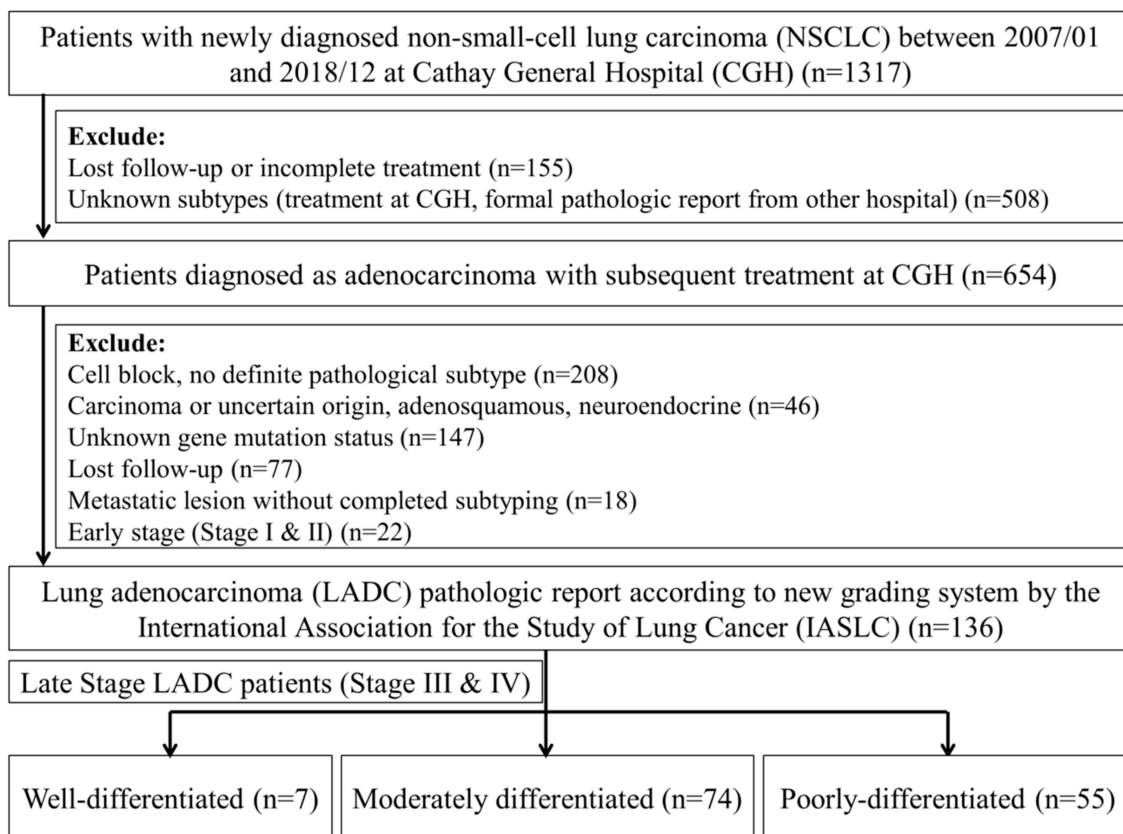 Patients with newly diagnosed non-small-cell lung carcinoma (NSCLC) between 2007/01
and 2018/12 at Cathay General Hospital (CGH) (n=1317)
Exclude:
Lost follow-up or incomplete treatment (n=155)
Unknown subtypes (treatment at CGH, formal pathologic report from other hospital) (n=508)
Patients diagnosed as adenocarcinoma with subsequent treatment at CGH (n=654)
Exclude:
Cell block, no definite pathological subtype (n=208)
Carcinoma or uncertain origin, adenosquamous, neuroendocrine (n=46)
Unknown gene mutation status (n=147)
Lost follow-up (n=77)
Metastatic lesion without completed subtyping (n=18)
Early stage (Stage I & II) (n=22)
Lung adenocarcinoma (LADC) pathologic report according to new grading system by the
International Association for the Study of Lung Cancer (IASLC) (n=136)
Late Stage LADC patients (Stage III & IV)
Well-differentiated (n=7)
Moderately differentiated (n=74)
Poorly-differentiated (n=55)